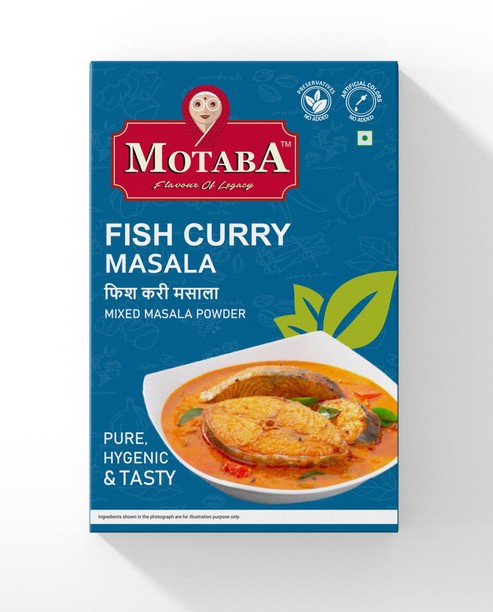 PRESERVATIVES
NO ADDED
ARTIFICIAL COLORS
NO ADDED
MOTABA TM
Flavour Of Legacy
FISH CURRY
MASALA
फिश करी मसाला
MIXED MASALA POWDER
PURE,
HYGENIC
& TASTY
Ingredients shown in the photograph are for illustration purpose only.